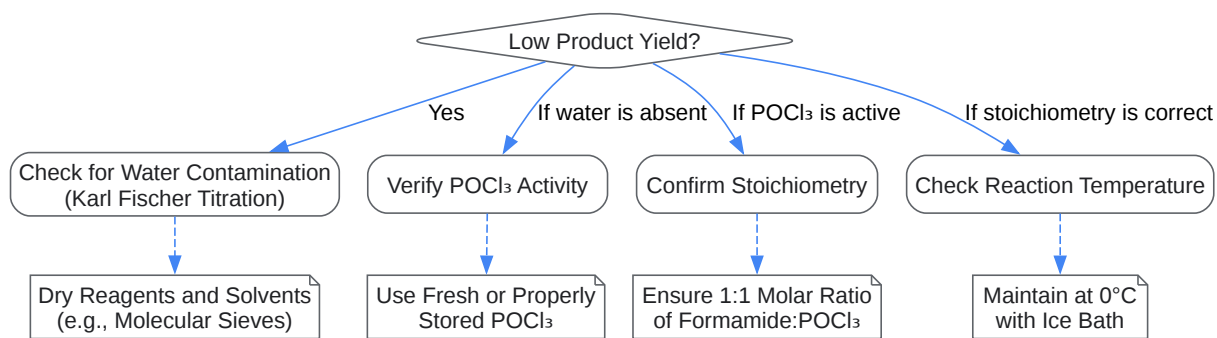 Low Product Yield?
Yes
If water is absent
If POCl₃ is active
If stoichiometry is correct
Check for Water Contamination
(Karl Fischer Titration)
Verify POCl₃ Activity
Confirm Stoichiometry
Check Reaction Temperature
Dry Reagents and Solvents
(e.g., Molecular Sieves)
Use Fresh or Properly
Stored POCl₃
Ensure 1:1 Molar Ratio
of Formamide:POCl₃
Maintain at 0°C
with Ice Bath